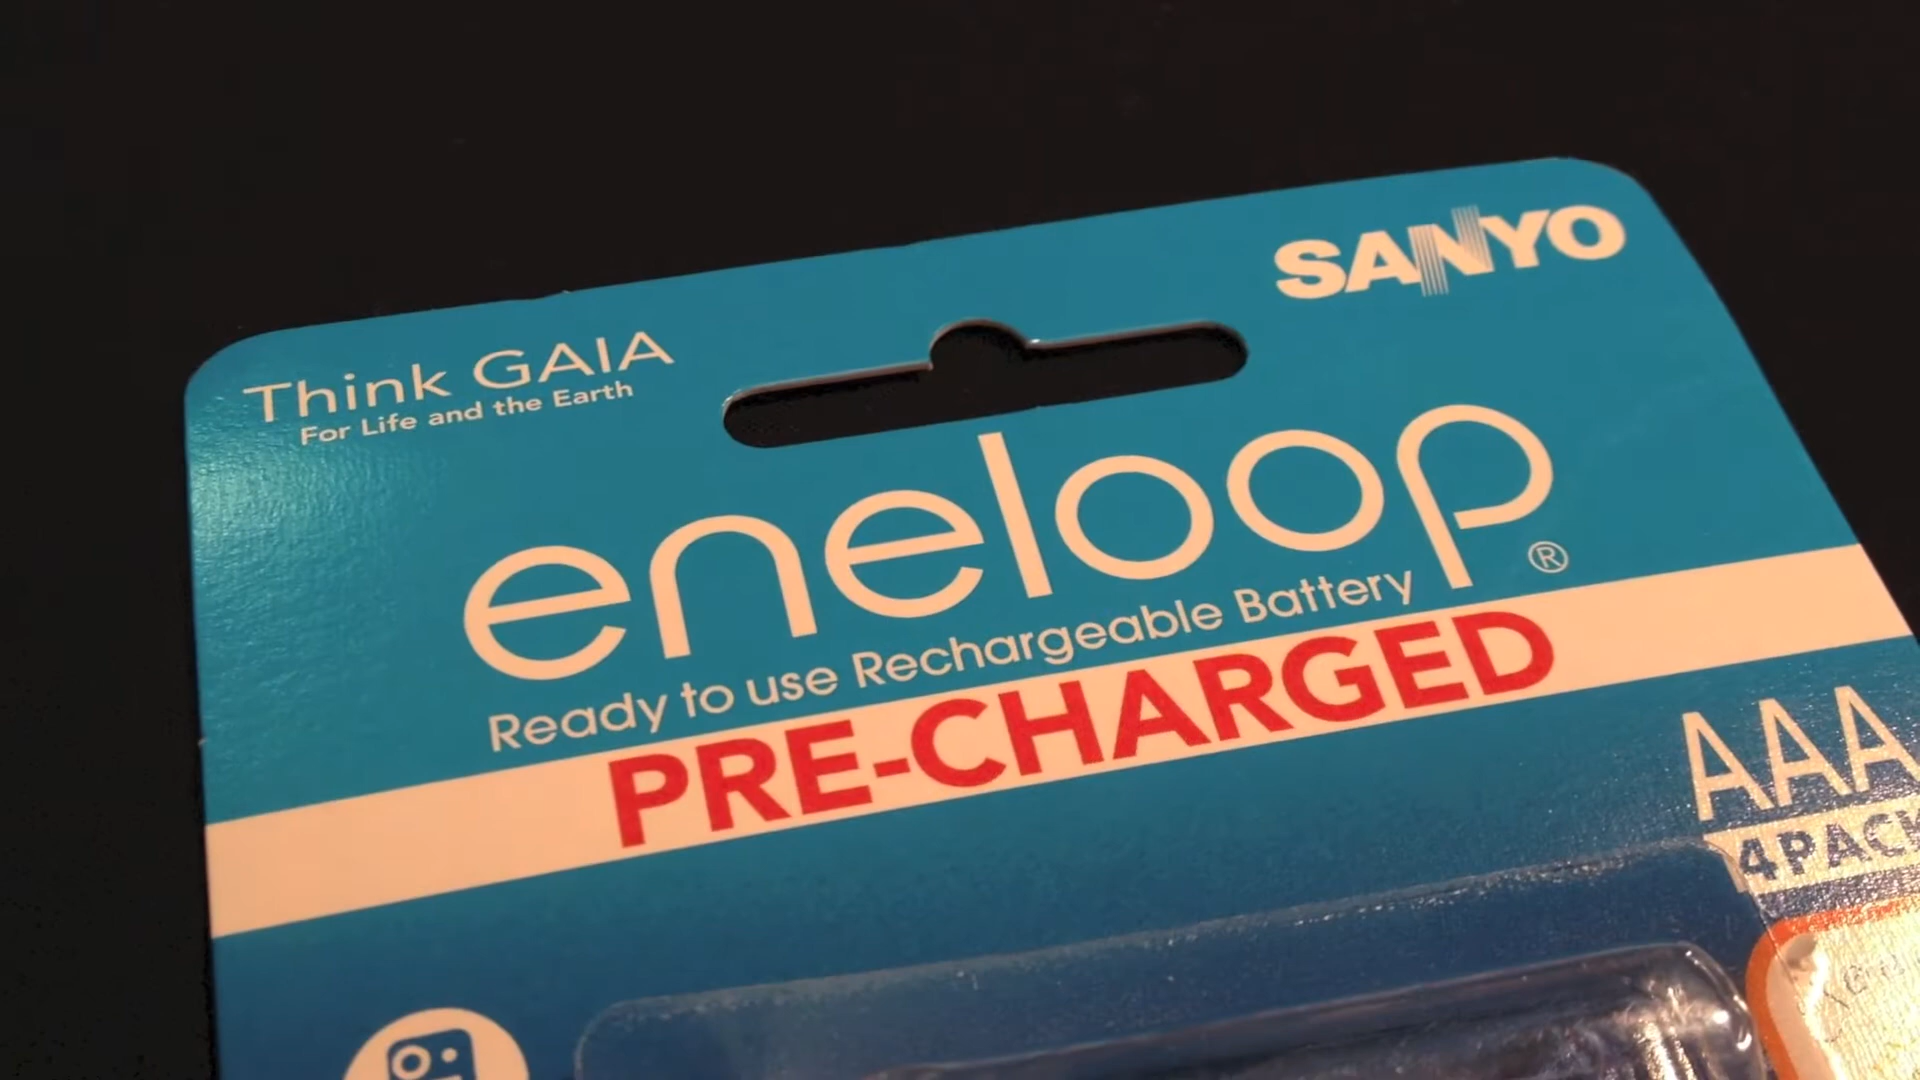 SANYO
Think GAIA
For Life and the Earth
eneloop®
Ready to use Rechargeable Battery
PRE-CHARGED
AAA
4PACK